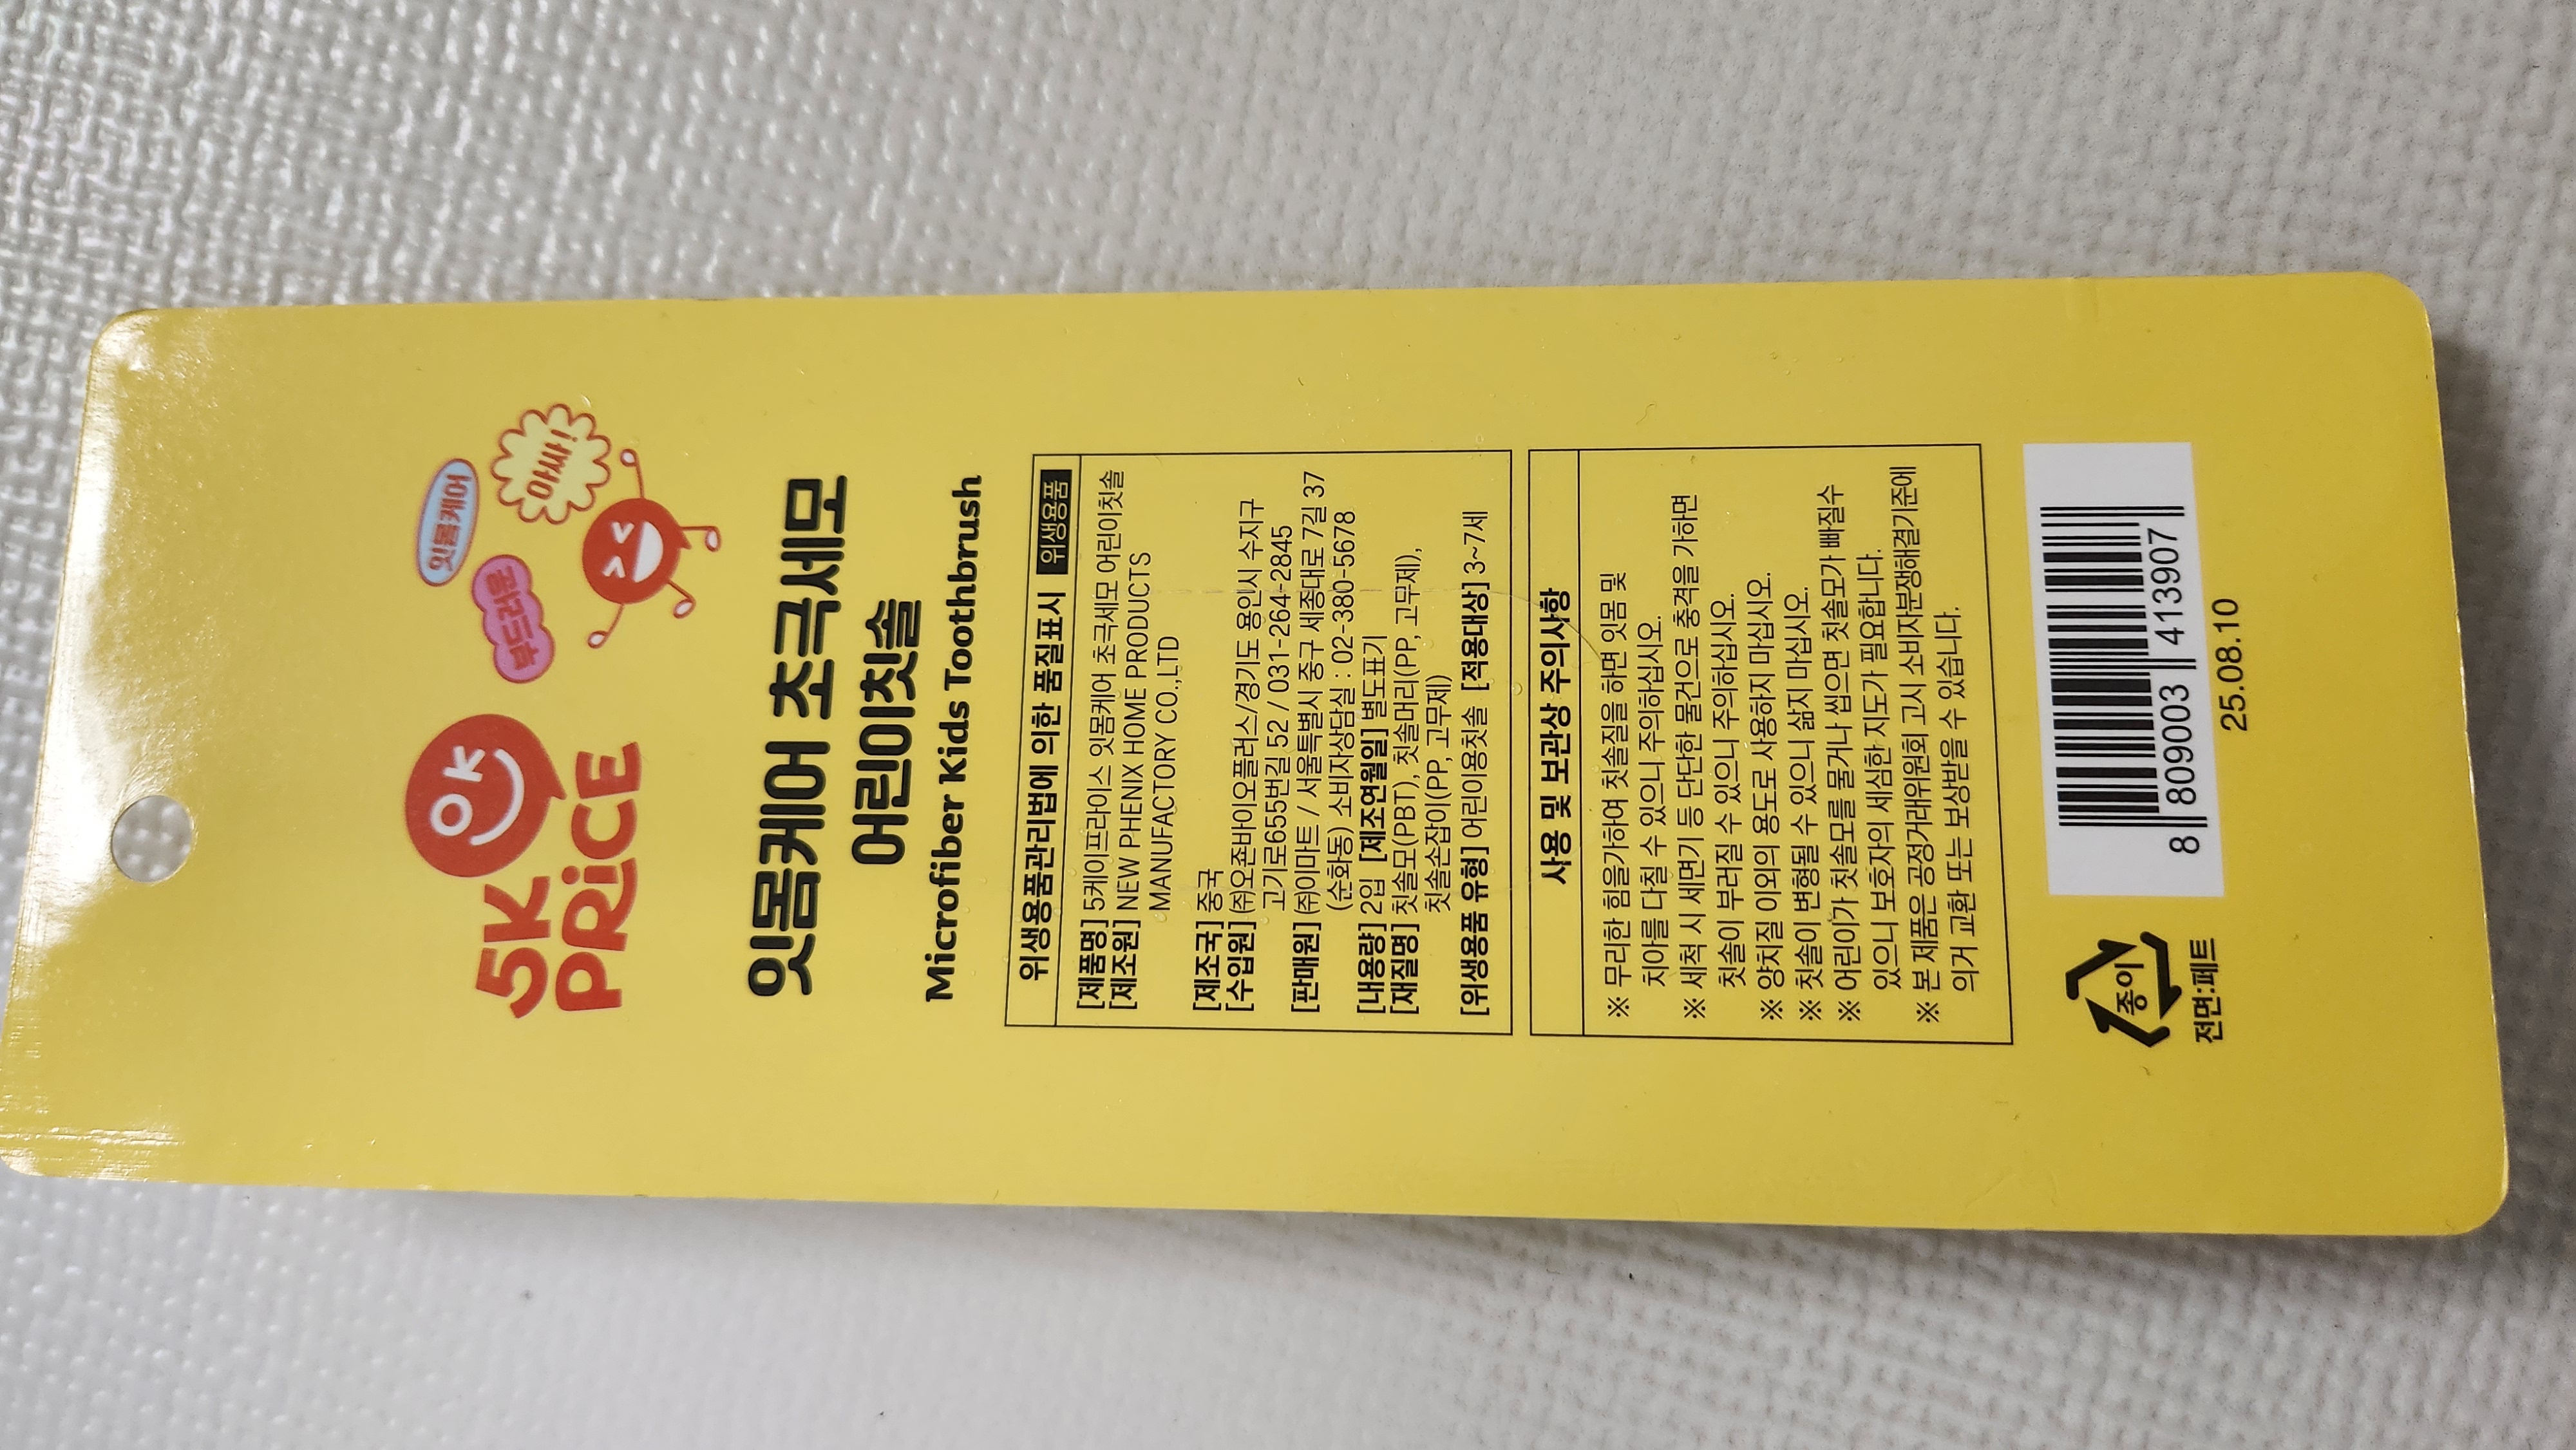 5K
PRiCE
ok
잇몸케어
부드러움
아싸!
잇몸케어 초극세모
어린이칫솔
Microfiber Kids Toothbrush
위생용품관리법에 의한 품질표시 위생용품
[제품명] 5케이프라이스 잇몸케어 초극세모 어린이칫솔
[제조원] NEW PHENIX HOME PRODUCTS
MANUFACTORY CO.,LTD
[제조국] 중국
[수입원] (주)오죤바이오플러스/경기도 용인시 수지구
고기로655번길 52 / 031-264-2845
[판매원] (주)이마트 / 서울특별시 중구 세종대로 7길 37
(순화동) 소비자상담실 : 02-380-5678
[내용량] 2입 [제조연월일] 별도표기
[재질명] 칫솔모(PBT), 칫솔머리(PP, 고무제),
칫솔손잡이(PP, 고무제)
[위생용품 유형] 어린이용칫솔 [적용대상] 3~7세
사용 및 보관상 주의사항
※ 무리한 힘을가하여 칫솔질을 하면 잇몸 및
치아를 다칠 수 있으니 주의하십시오.
※ 세척 시 세면기 등 단단한 물건으로 충격을 가하면
칫솔이 부러질 수 있으니 주의하십시오.
※ 양치질 이외의 용도로 사용하지 마십시오.
※ 칫솔이 변형될 수 있으니 삶지 마십시오.
※ 어린이가 칫솔모를 물거나 씹으면 칫솔모가 빠질수
있으니 보호자의 세심한 지도가 필요합니다.
※ 본 제품은 공정거래위원회 고시 소비자분쟁해결기준에
의거 교환 또는 보상받을 수 있습니다.
종이
전면:페트
8 809003 413907
25.08.10